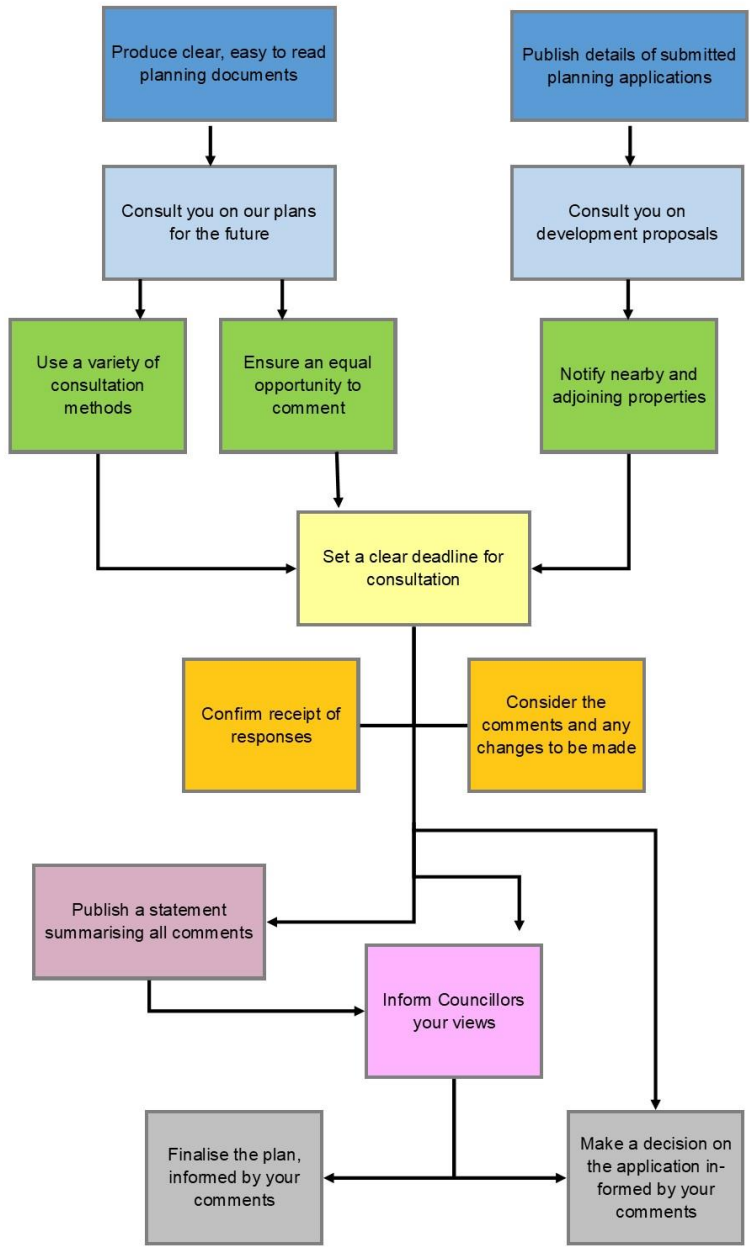 Produce clear, easy to read
planning documents
Publish details of submitted
planning applications
Consult you on our plans
for the future
Consult you on
development proposals
Use a variety of
consultation
methods
Ensure an equal
opportunity to
comment
Notify nearby and
adjoining properties
Set a clear deadline for
consultation
Confirm receipt of
responses
Consider the
comments and any
changes to be made
Publish a statement
summarising all comments
Inform Councillors
your views
Finalise the plan,
informed by your
comments
Make a decision on
the application in-
formed by your
comments